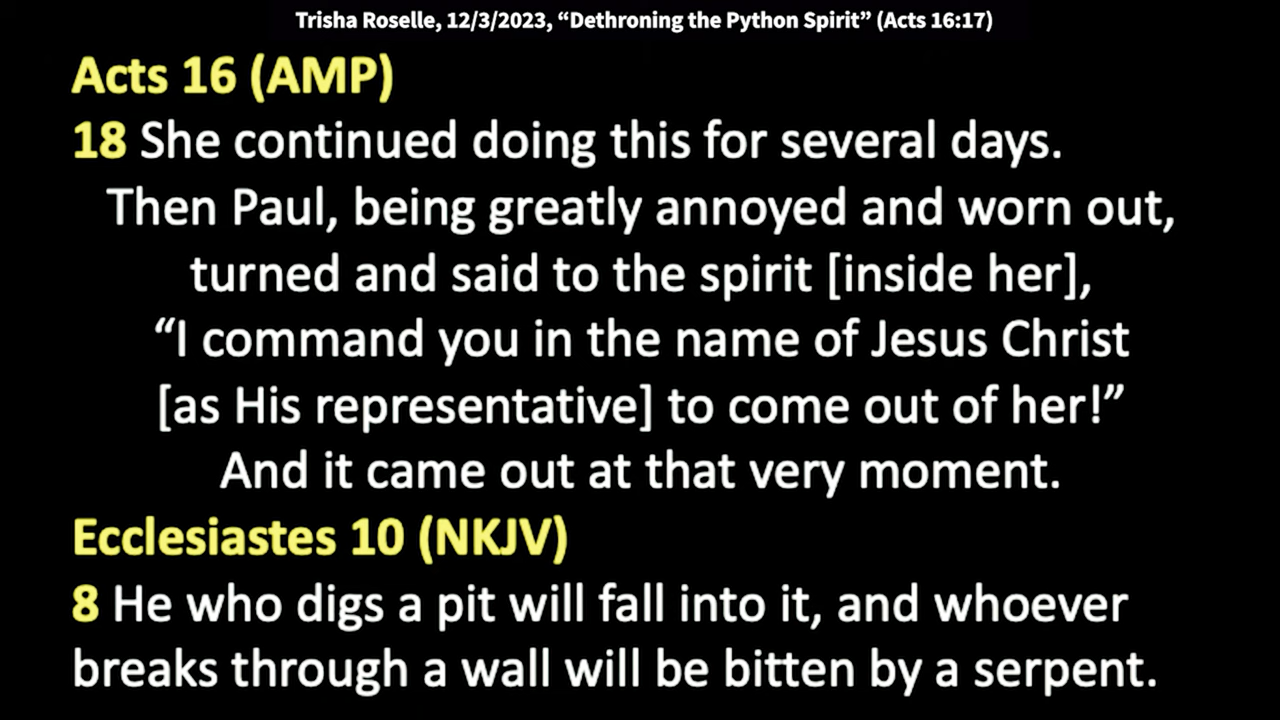 Trisha Roselle, 12/3/2023, “Dethroning the Python Spirit” (Acts 16:17)
Acts 16 (AMP)
18 She continued doing this for several days.
Then Paul, being greatly annoyed and worn out,
turned and said to the spirit [inside her],
“I command you in the name of Jesus Christ
[as His representative] to come out of her!”
And it came out at that very moment.
Ecclesiastes 10 (NKJV)
8 He who digs a pit will fall into it, and whoever
breaks through a wall will be bitten by a serpent.